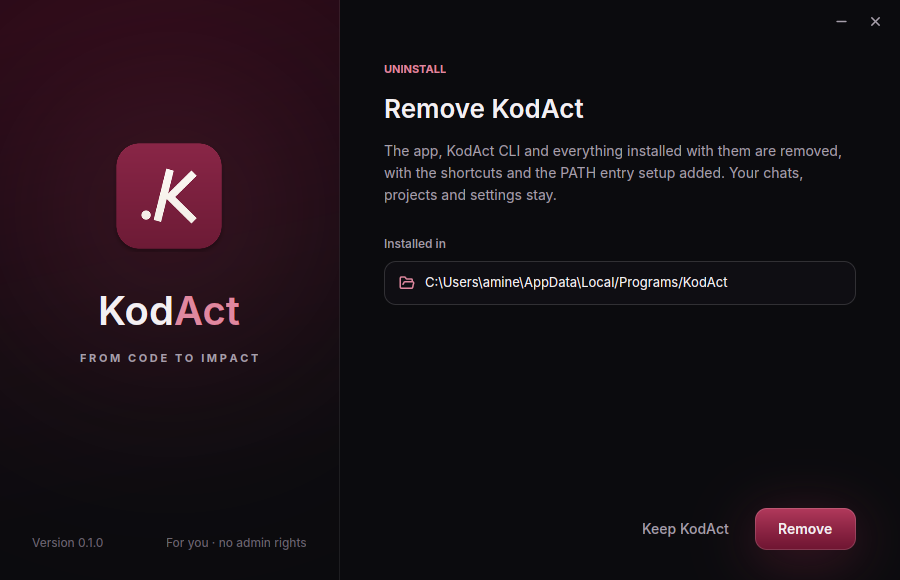 UNINSTALL
Remove KodAct
The app, KodAct CLI and everything installed with them are removed,
with the shortcuts and the PATH entry setup added. Your chats,
projects and settings stay.
Installed in
C:\Users\amine\AppData\Local/Programs/KodAct
.K
KodAct
FROM CODE TO IMPACT
Version 0.1.0
For you · no admin rights
Keep KodAct
Remove